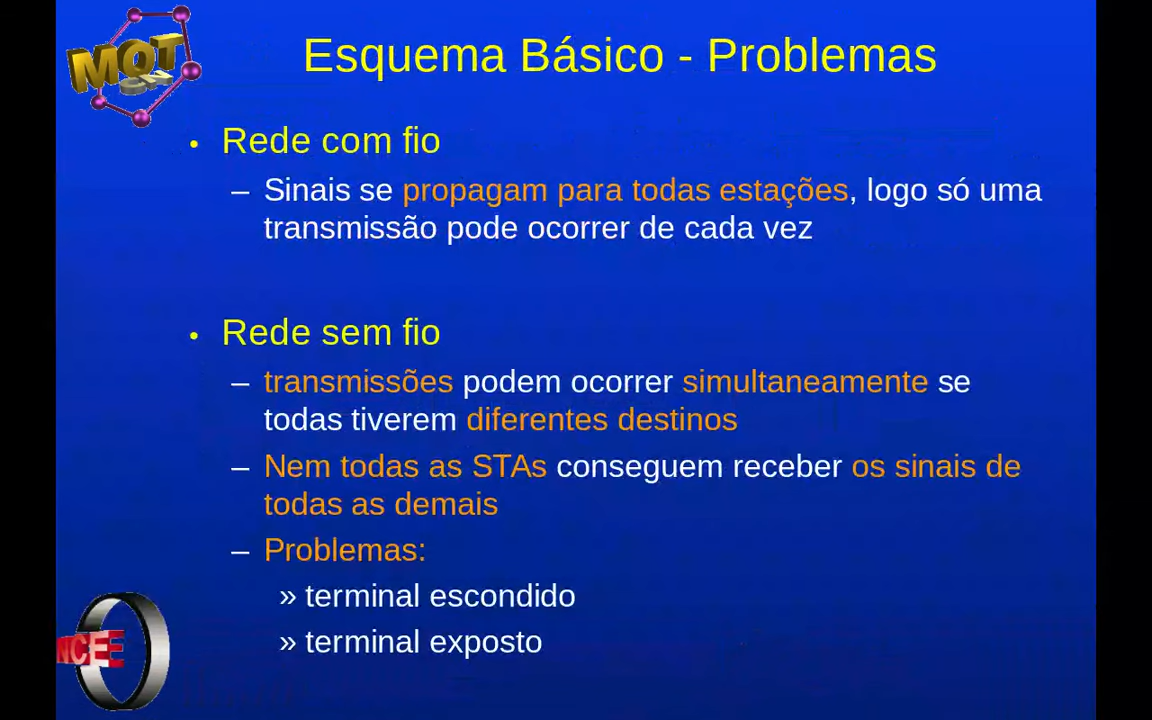 MQT
Esquema Básico - Problemas
• Rede com fio
– Sinais se propagam para todas estações, logo só uma
transmissão pode ocorrer de cada vez
• Rede sem fio
– transmissões podem ocorrer simultaneamente se
todas tiverem diferentes destinos
– Nem todas as STAs conseguem receber os sinais de
todas as demais
– Problemas:
» terminal escondido
» terminal exposto